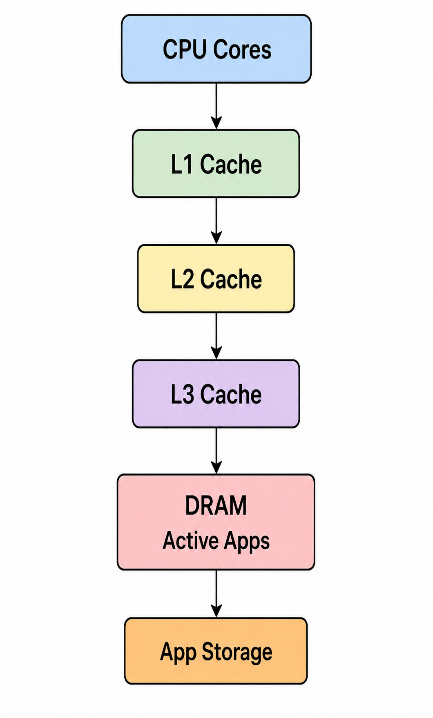 CPU Cores
L1 Cache
L2 Cache
L3 Cache
DRAM
Active Apps
App Storage